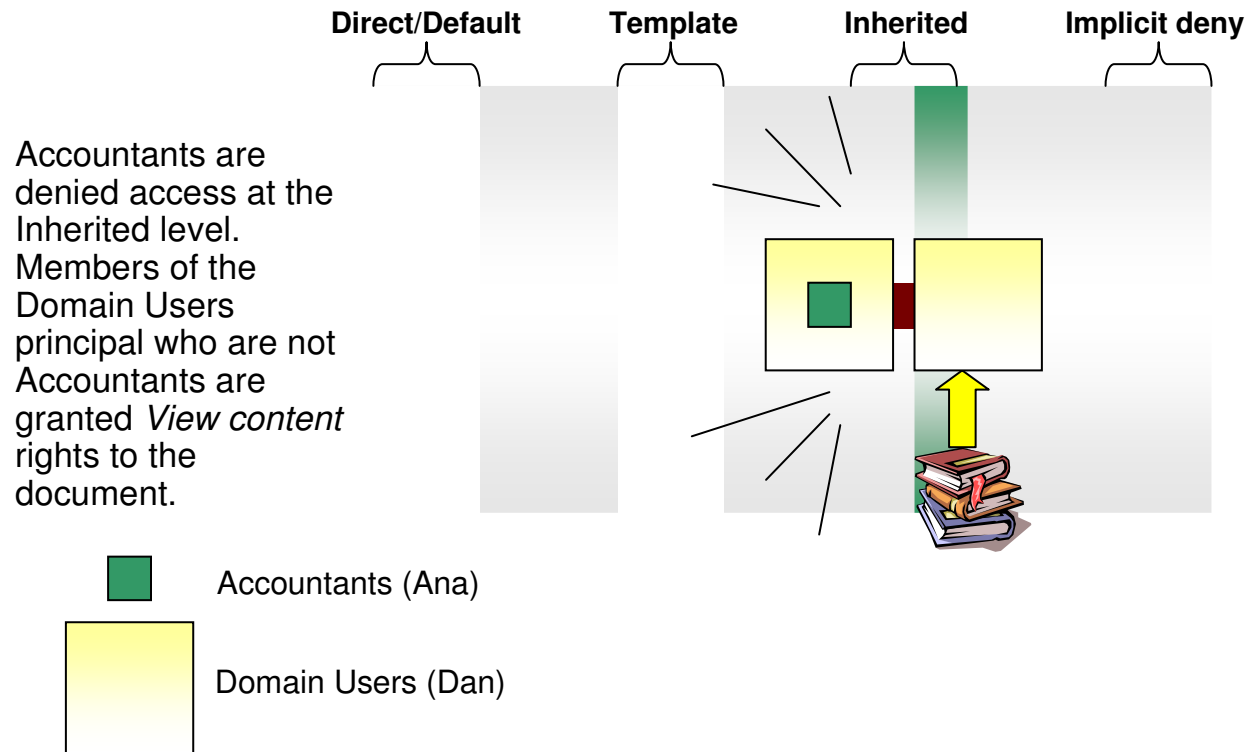 Direct/Default Template Inherited Implicit deny
Accountants are
denied access at the
Inherited level.
Members of the
Domain Users
principal who are not
Accountants are
granted View content
rights to the
document.
Accountants (Ana)
Domain Users (Dan)